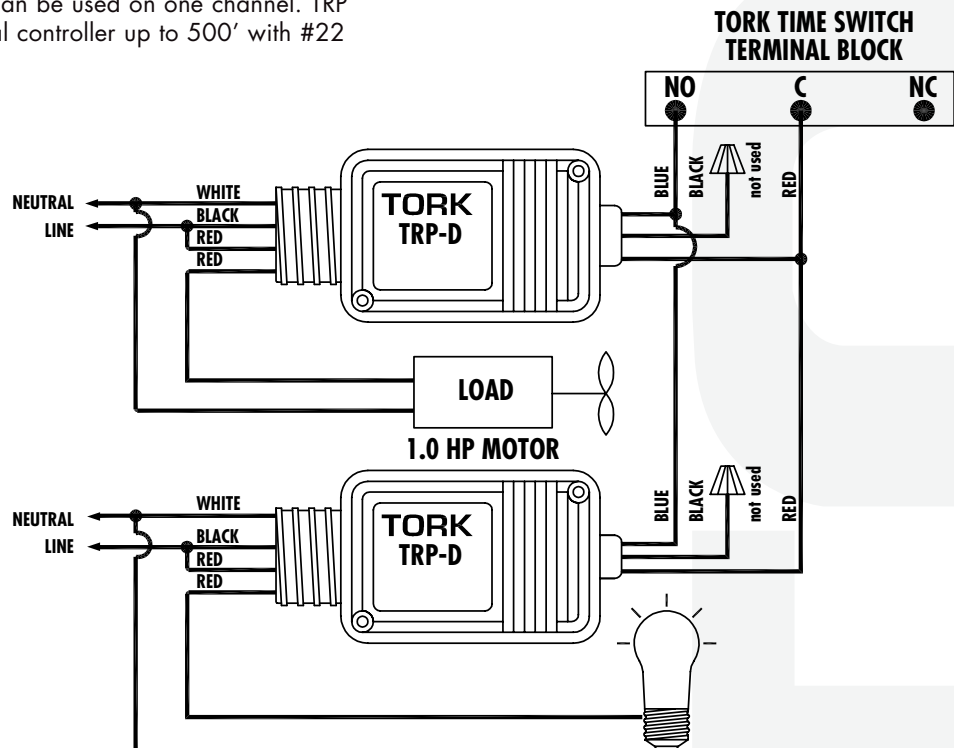 can be used on one channel. TRP
al controller up to 500' with #22
TORK TIME SWITCH
TERMINAL BLOCK
NO C NC
BLUE
BLACK
not used
RED
NEUTRAL
LINE
WHITE
BLACK
RED
RED
TORK
TRP-D
LOAD
1.0 HP MOTOR
BLUE
BLACK
not used
RED
NEUTRAL
LINE
WHITE
BLACK
RED
RED
TORK
TRP-D